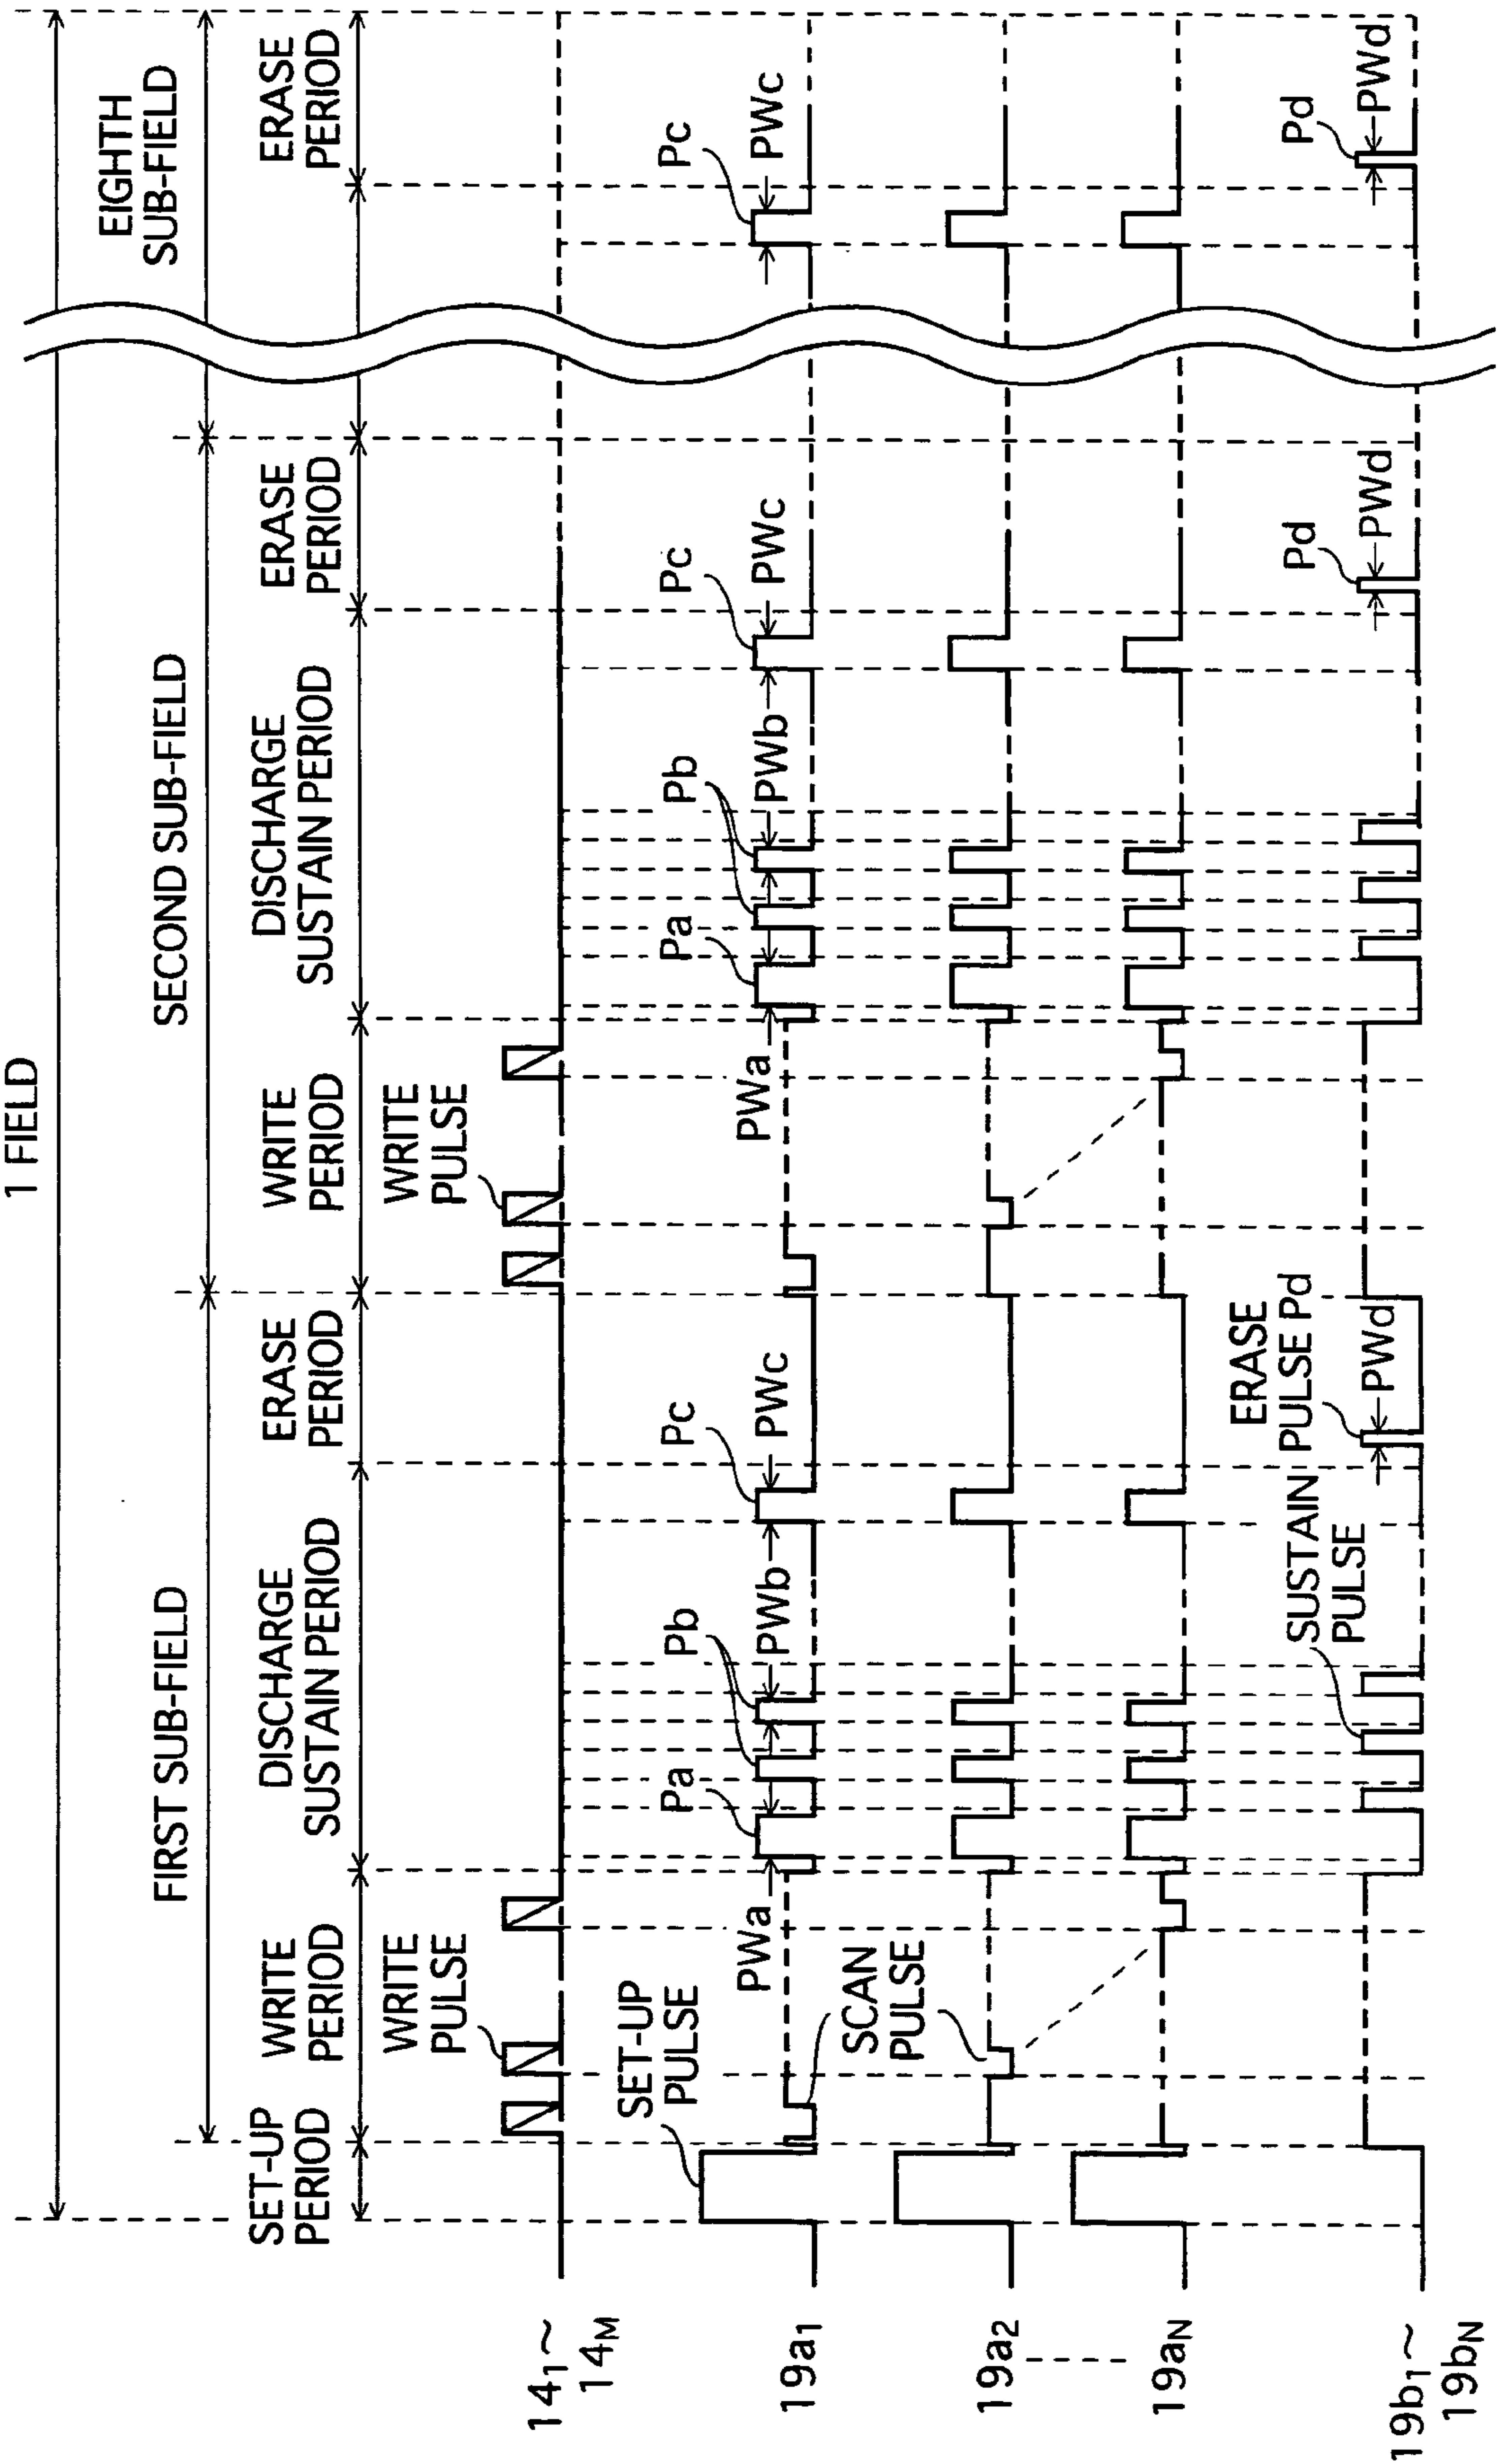 1 FIELD
FIRST SUB-FIELD
SECOND SUB-FIELD
EIGHTH
SUB-FIELD
SET-UP
PERIOD
WRITE
PERIOD
DISCHARGE
SUSTAIN PERIOD
ERASE
PERIOD
WRITE
PERIOD
DISCHARGE
SUSTAIN PERIOD
ERASE
PERIOD
ERASE
PERIOD
WRITE
PULSE
WRITE
PULSE
14₁~
14M
SET-UP
PULSE
Pa
Pb
Pc
Pa
Pb
Pc
Pc
PWa
PWb
PWc
PWa
PWb
PWc
PWc
19a₁
SCAN
PULSE
19a₂
19aN
SUSTAIN
PULSE
ERASE
PULSE Pd
PWd
Pd
PWd
Pd
PWd
19b₁~
19bN